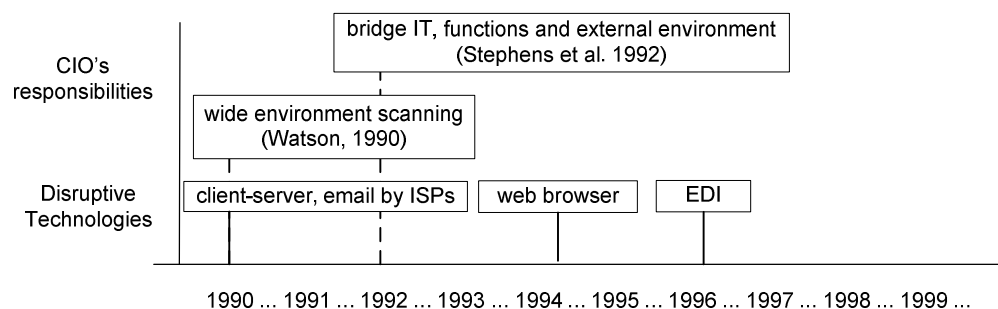 bridge IT, functions and external environment
(Stephens et al. 1992)
CIO's
responsibilities
wide environment scanning
(Watson, 1990)
Disruptive
Technologies
client-server, email by ISPs
web browser
EDI
1990 ... 1991 ... 1992 ... 1993 ... 1994 ... 1995 ... 1996 ... 1997 ... 1998 ... 1999 ...